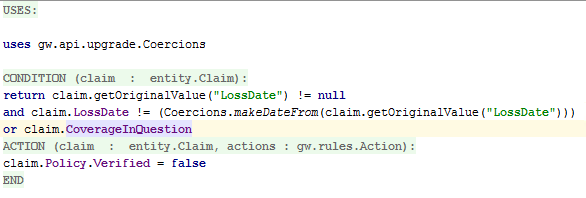 USES:
uses gw.api.upgrade.Coercions
CONDITION (claim : entity.Claim):
return claim.getOriginalValue("LossDate") != null
and claim.LossDate != (Coercions.makeDateFrom(claim.getOriginalValue("LossDate")))
or claim.CoverageInQuestion
ACTION (claim : entity.Claim, actions : gw.rules.Action):
claim.Policy.Verified = false
END